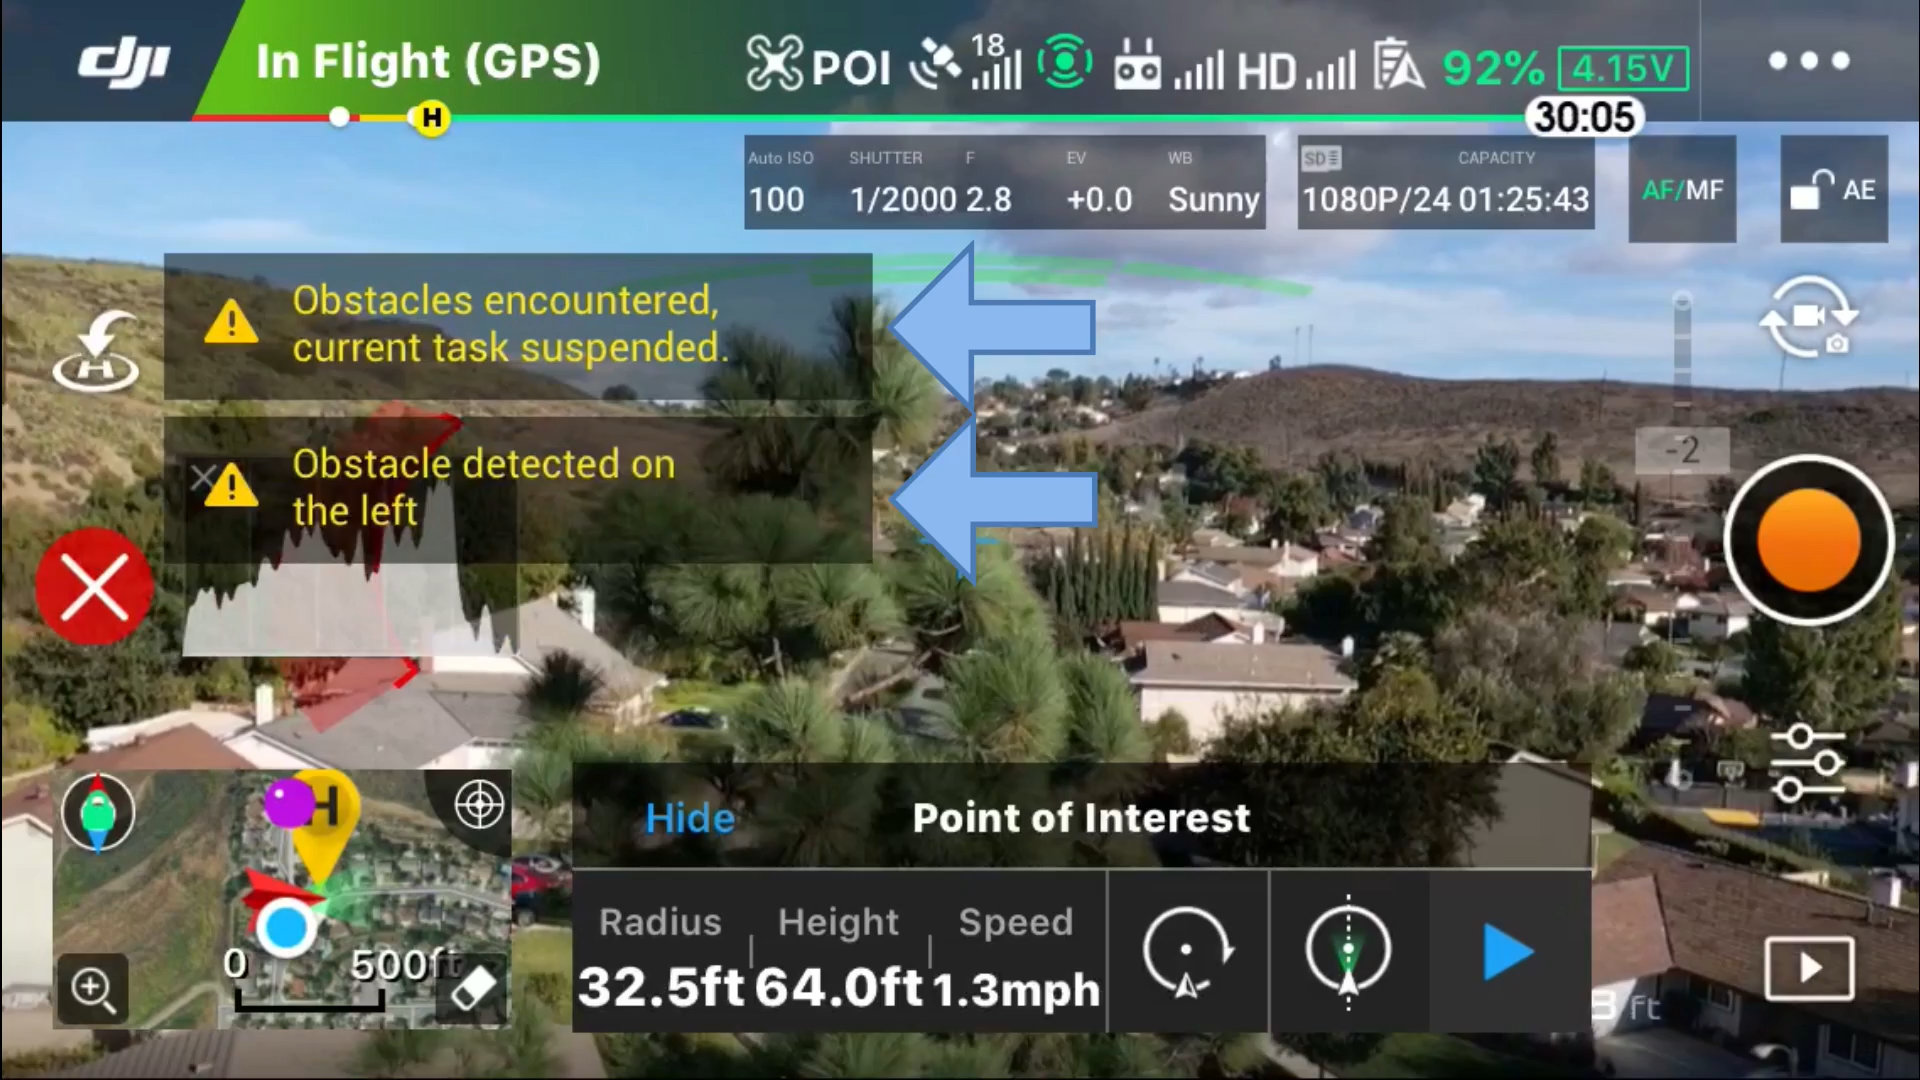 dji
In Flight (GPS)
POI
18
HD
92%
4.15V
H
30:05
Auto ISO SHUTTER F EV WB
100 1/2000 2.8 +0.0 Sunny
SD CAPACITY
1080P/24 01:25:43
AF/MF
AE
Obstacles encountered,
current task suspended.
H
-2
Obstacle detected on
the left
H
Hide
Point of Interest
Radius Height Speed
32.5ft 64.0ft 1.3mph
0 500ft
ft